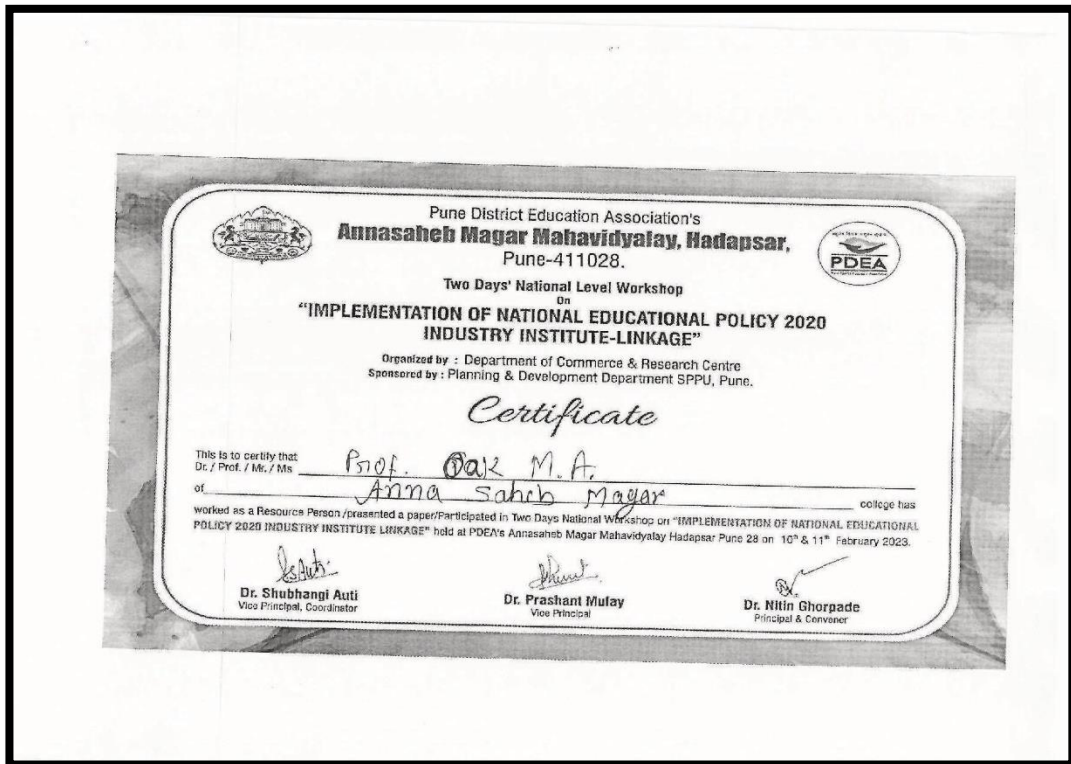 Pune District Education Association's
Annasaheb Magar Mahavidyalay, Hadapsar,
Pune-411028.
PDEA
Two Days' National Level Workshop
On
“IMPLEMENTATION OF NATIONAL EDUCATIONAL POLICY 2020
INDUSTRY INSTITUTE-LINKAGE”
Organized by : Department of Commerce & Research Centre
Sponsored by : Planning & Development Department SPPU, Pune.
Certificate
This is to certify that
Dr. / Prof. / Mr. / Ms Prof. Oak M. A.
of Anna Saheb Magar college has
worked as a Resource Person /presented a paper/Participated in Two Days National Workshop on “IMPLEMENTATION OF NATIONAL EDUCATIONAL
POLICY 2020 INDUSTRY INSTITUTE LINKAGE” held at PDEA's Annasaheb Magar Mahavidyalay Hadapsar Pune 28 on 10th & 11th February 2023.
Dr. Shubhangi Auti
Vice Principal, Coordinator
Dr. Prashant Mulay
Vice Principal
Dr. Nitin Ghorpade
Principal & Convener